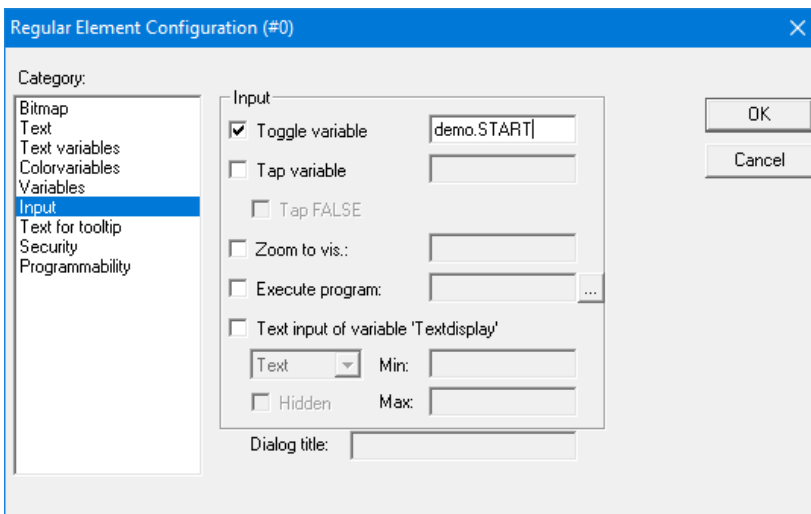 Regular Element Configuration (#0)
Category:
Bitmap
Text
Text variables
Colorvariables
Variables
Input
Text for tooltip
Security
Programmability
Input
Toggle variable demo.START
Tap variable
Tap FALSE
Zoom to vis.:
Execute program: ...
Text input of variable 'Textdisplay'
Text Min:
Hidden Max:
Dialog title:
OK
Cancel